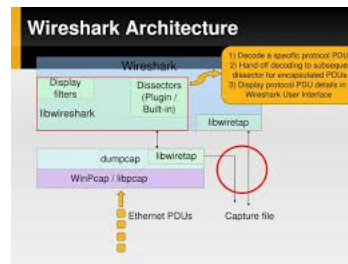 Wireshark Architecture
1) Decode a specific protocol PDU
2) Hand off decoding to subseque
dissector for encapsulated PDUs
3) Display protocol PDU details in
Wireshark User Interface
Wireshark
Display
filters
Dissectors
(Plugin /
Built-in)
libwireshark
libwiretap
dumpcap
libwiretap
WinPcap / libpcap
Ethernet PDUs
Capture file